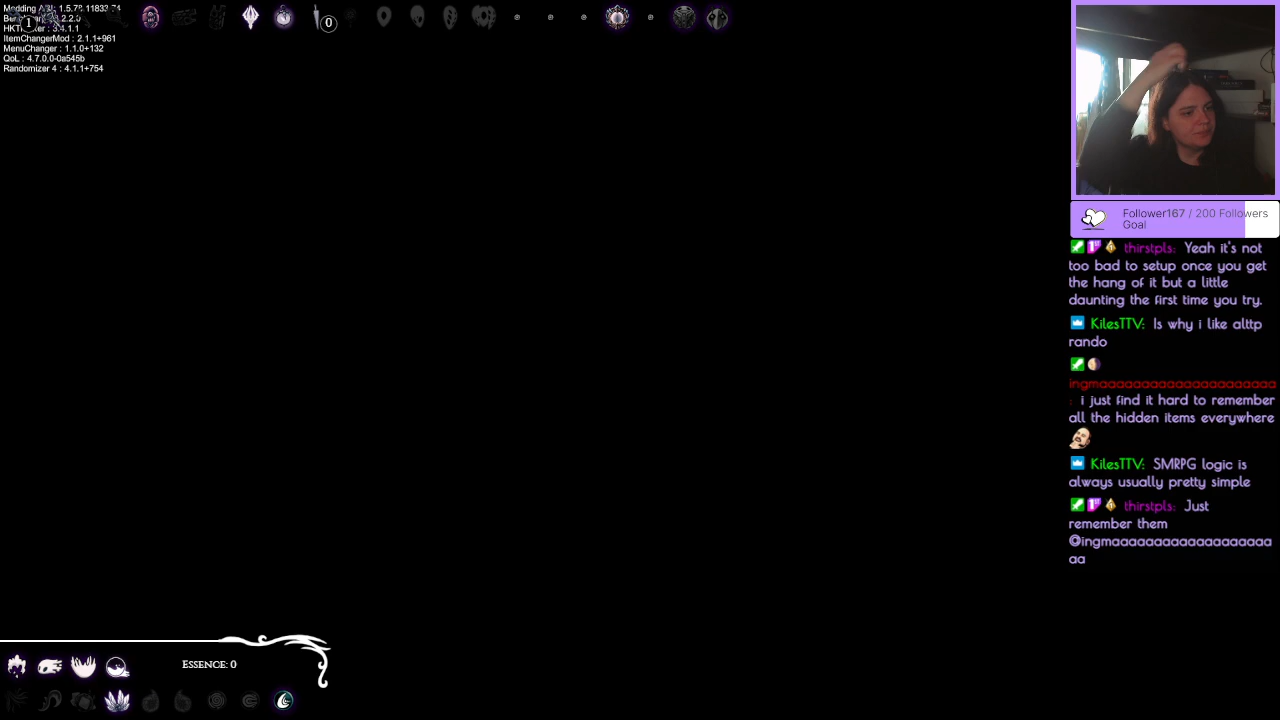 Modding API: 1.5.78.11833-74
ItemChangerMod : 2.1.1+961
MenuChanger : 1.1.0+132
QoL : 4.7.0.0-0a545b
Randomizer 4 : 4.1.1+754
1
0
Follower167 / 200 Followers
Goal
thirstpls: Yeah it's not
too bad to setup once you get
the hang of it but a little
daunting the first time you try.
KilesTTV: Is why i like alttp
rando
ingmaaaaaaaaaaaaaaaaaaaaa
: i just find it hard to remember
all the hidden items everywhere
KilesTTV: SMRPG logic is
always usually pretty simple
thirstpls: Just
remember them
@ingmaaaaaaaaaaaaaaaaaaa
aa
ESSENCE: 0